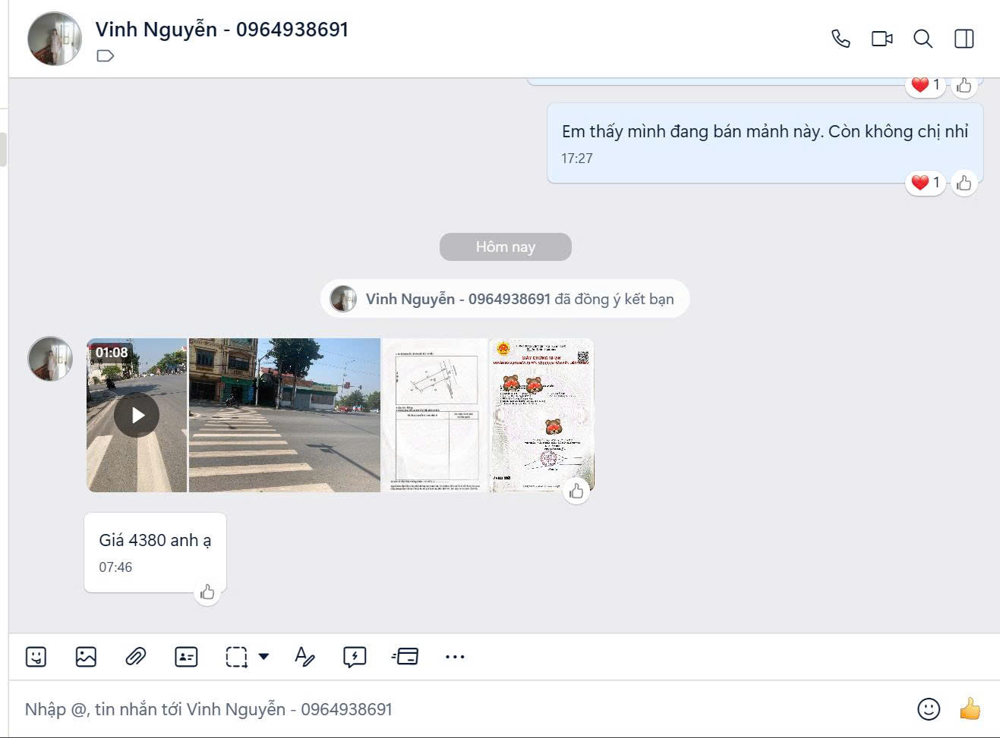 Vinh Nguyễn - 0964938691
1
Em thấy mình đang bán mảnh này. Còn không chị nhỉ
17:27
1
Hôm nay
Vinh Nguyễn - 0964938691 đã đồng ý kết bạn
01:08
GIẤY CHỨNG NHẬN
Giá 4380 anh ạ
07:46
Nhập @, tin nhắn tới Vinh Nguyễn - 0964938691